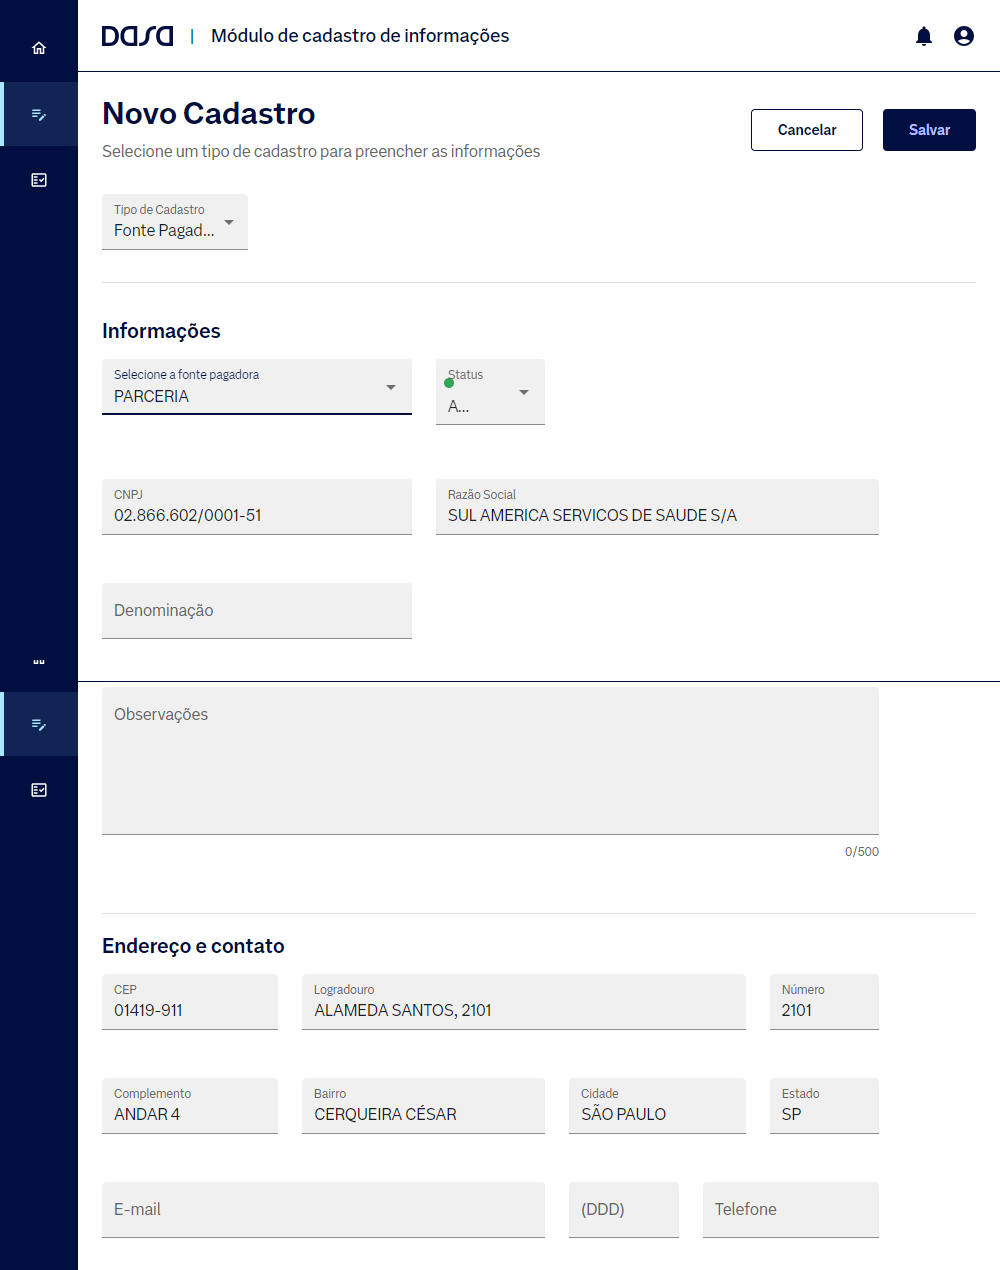 DASA | Módulo de cadastro de informações
Novo Cadastro
Selecione um tipo de cadastro para preencher as informações
Cancelar
Salvar
Tipo de Cadastro
Fonte Pagad...
Informações
Selecione a fonte pagadora
PARCERIA
Status
A...
CNPJ
02.866.602/0001-51
Razão Social
SUL AMERICA SERVICOS DE SAUDE S/A
Denominação
Observações
0/500
Endereço e contato
CEP
01419-911
Logradouro
ALAMEDA SANTOS, 2101
Número
2101
Complemento
ANDAR 4
Bairro
CERQUEIRA CÉSAR
Cidade
SÃO PAULO
Estado
SP
E-mail
(DDD)
Telefone